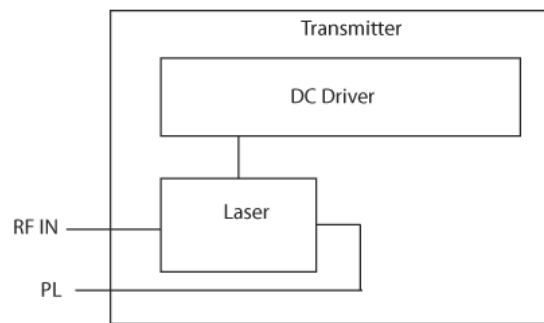 Transmitter
DC Driver
Laser
RF IN
PL